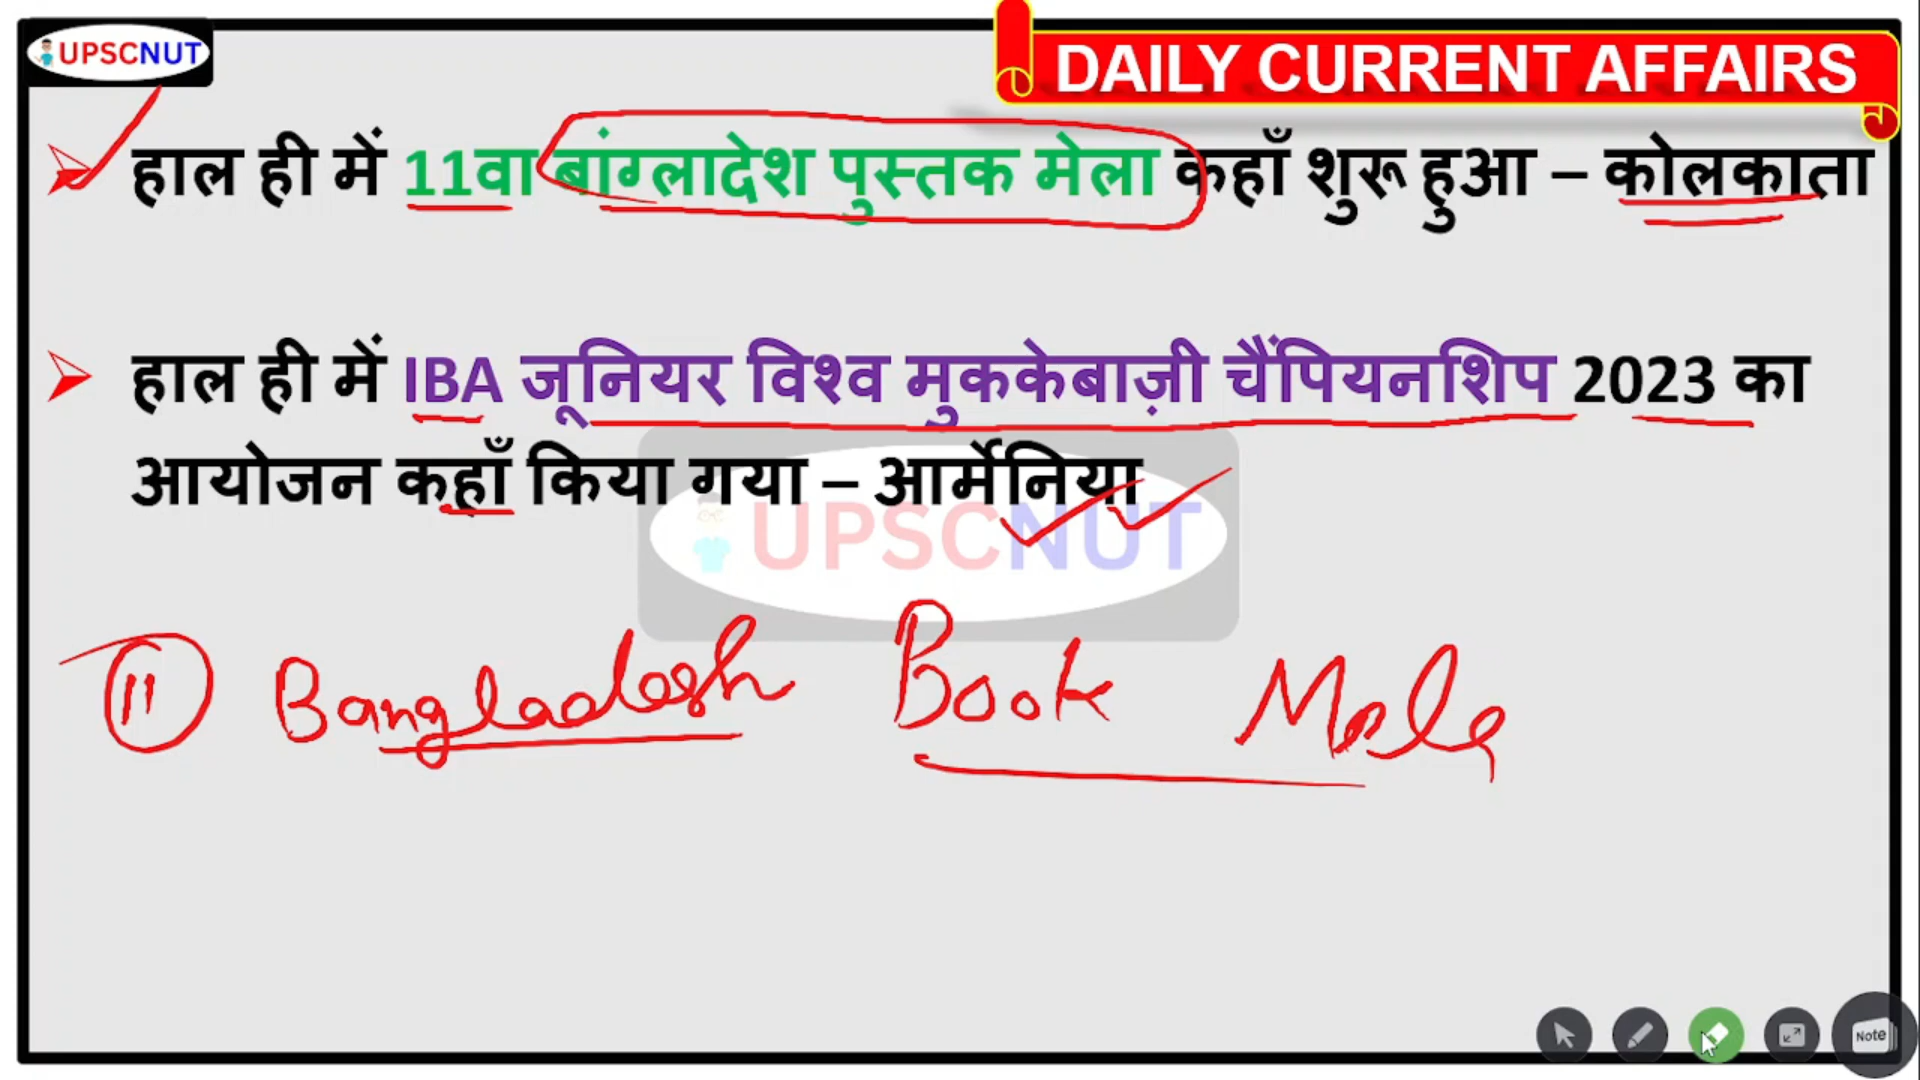 UPSCNUT
DAILY CURRENT AFFAIRS
हाल ही में 11वा बांग्लादेश पुस्तक मेला कहाँ शुरू हुआ – कोलकाता
हाल ही में IBA जूनियर विश्व मुककेबाज़ी चैंपियनशिप 2023 का
आयोजन कहाँ किया गया – आर्मेनिया
UPSCNUT
11 Bangladesh Book Mela
Note